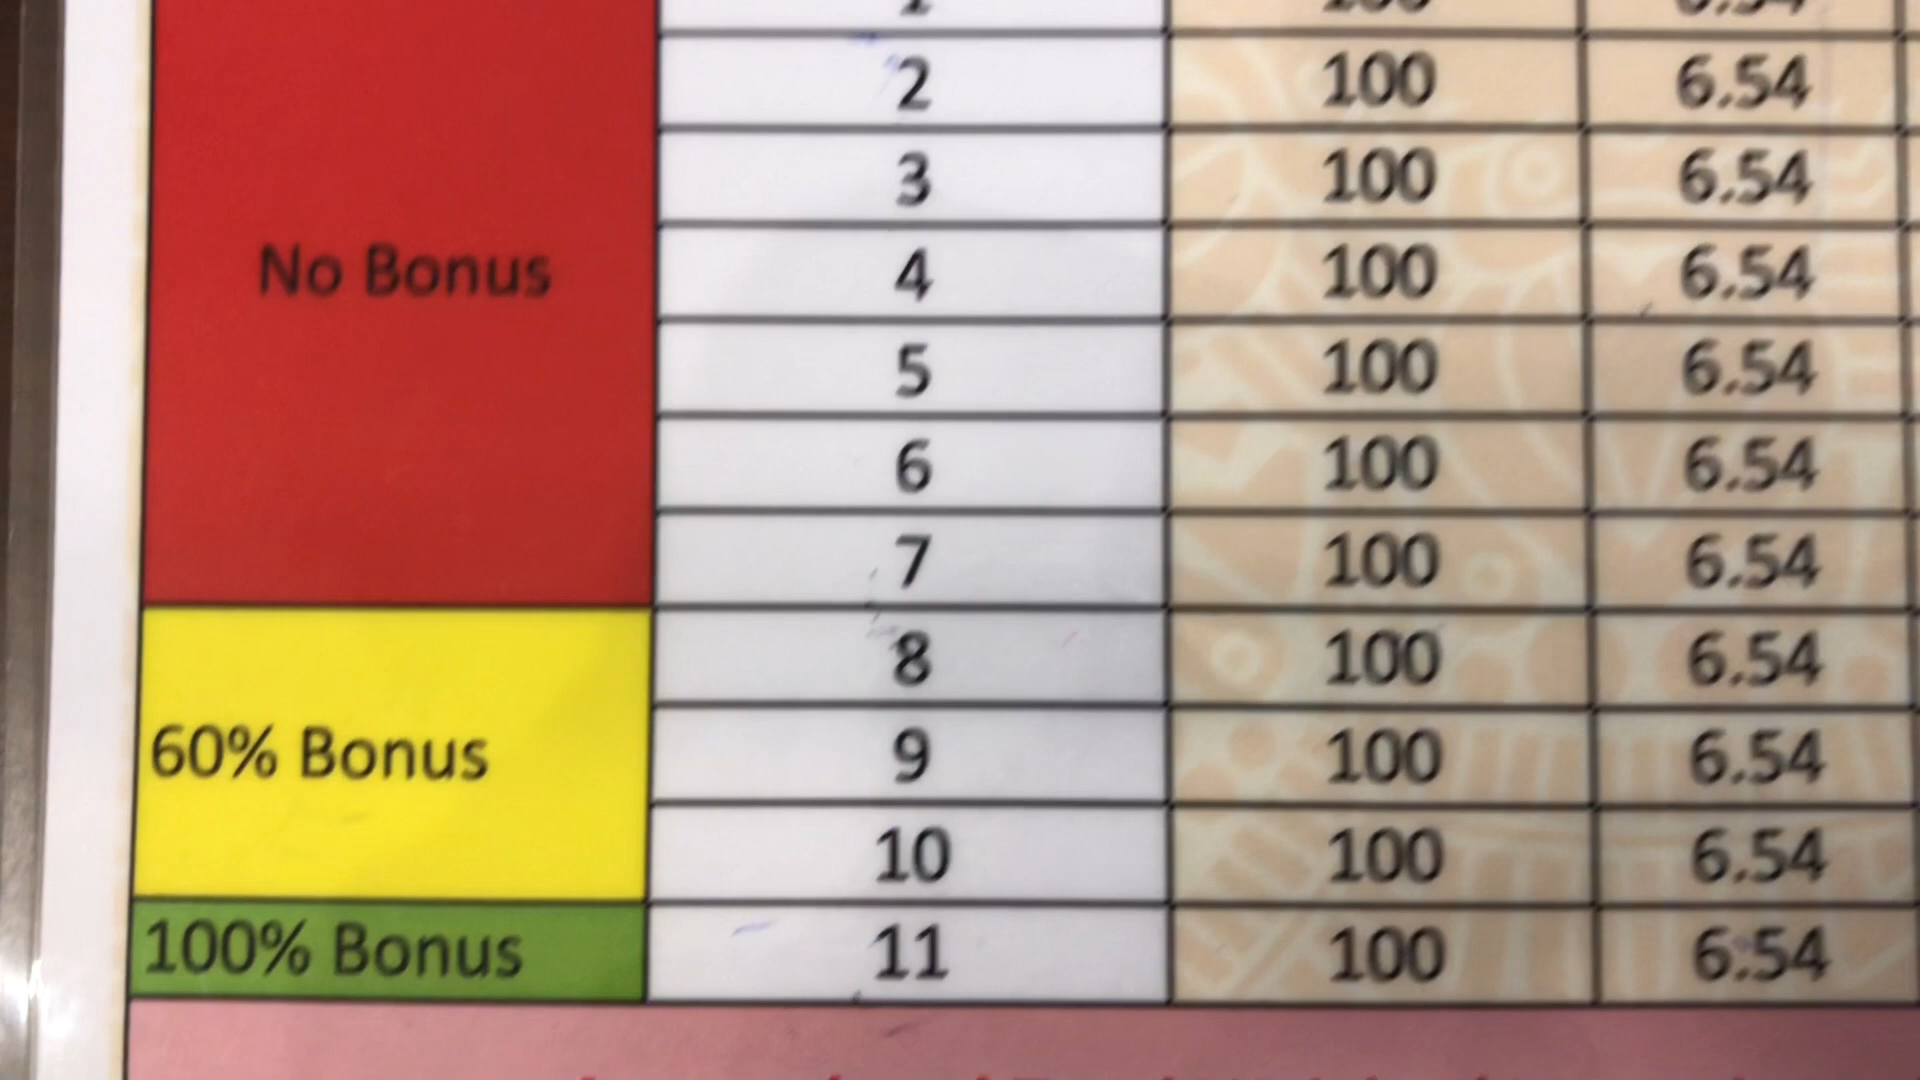 2 100 6.54
3 100 6.54
No Bonus 4 100 6.54
5 100 6.54
6 100 6.54
7 100 6.54
8 100 6.54
60% Bonus 9 100 6.54
10 100 6.54
100% Bonus 11 100 6.54